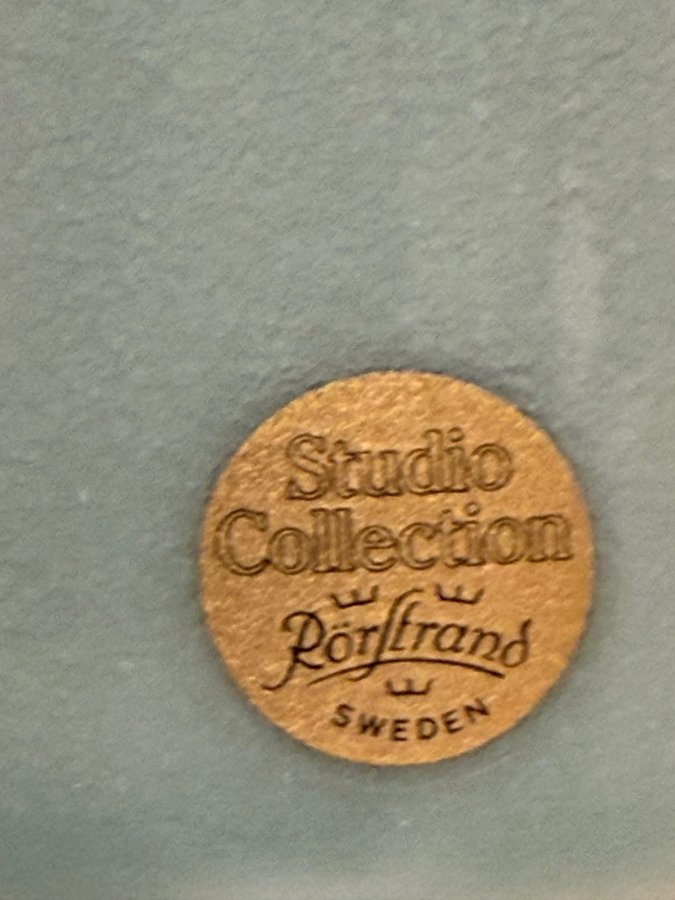 Studio
Collection
Rörstrand
SWEDEN